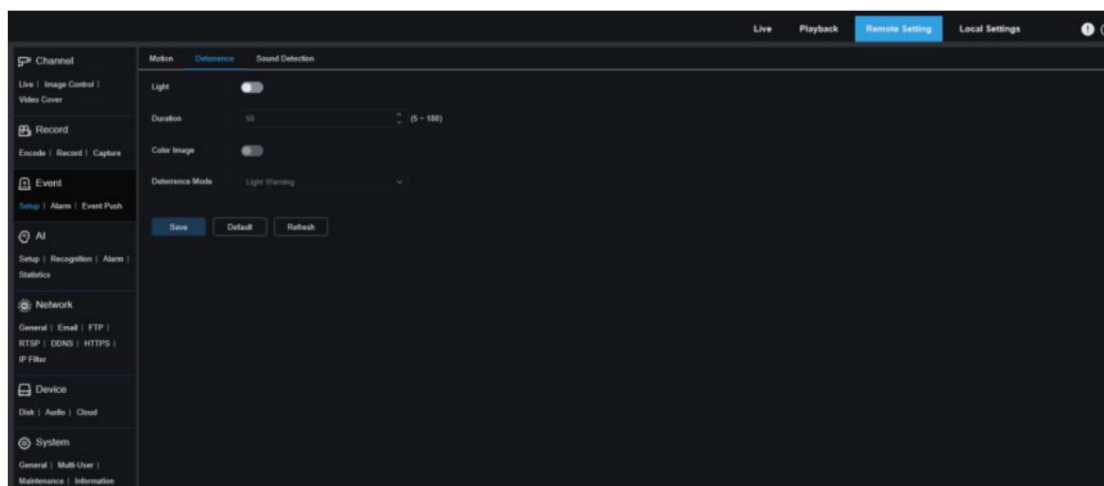 Live Playback Remote Setting Local Settings
Channel
Live | Image Control |
Video Cover
Record
Encode | Record | Capture
Event
Setup | Alarm | Event Push
AI
Setup | Recognition | Alarm |
Statistics
Network
General | Email | FTP |
RTSP | DDNS | HTTPS |
IP Filter
Device
Disk | Audio | Cloud
System
General | Multi-User |
Maintenance | Information
Motion Deterrence Sound Detection
Light
Duration 60 (5 ~ 180)
Color Image
Deterrence Mode Light Warning
Save Default Refresh